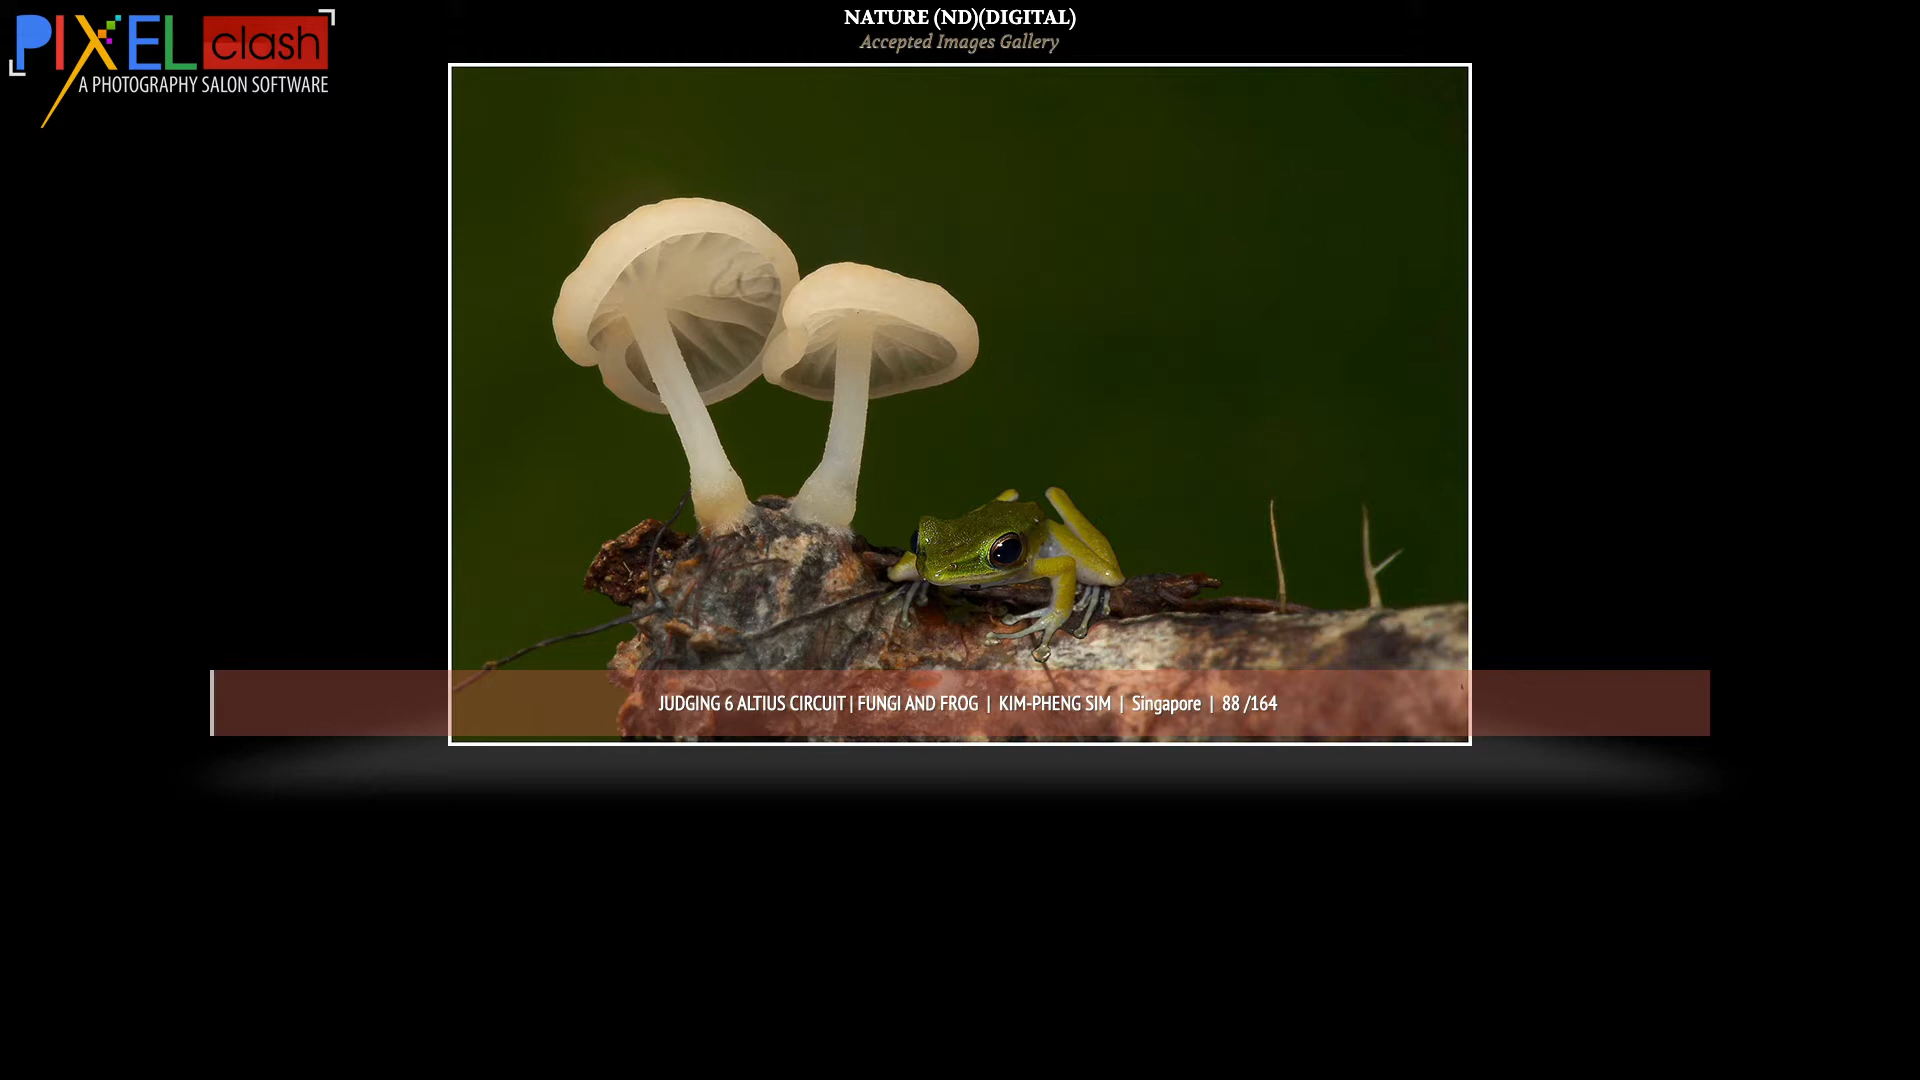 PIXEL clash
A PHOTOGRAPHY SALON SOFTWARE
NATURE (ND)(DIGITAL)
Accepted Images Gallery
JUDGING 6 ALTIUS CIRCUIT | FUNGI AND FROG | KIM-PHENG SIM | Singapore | 88 /164